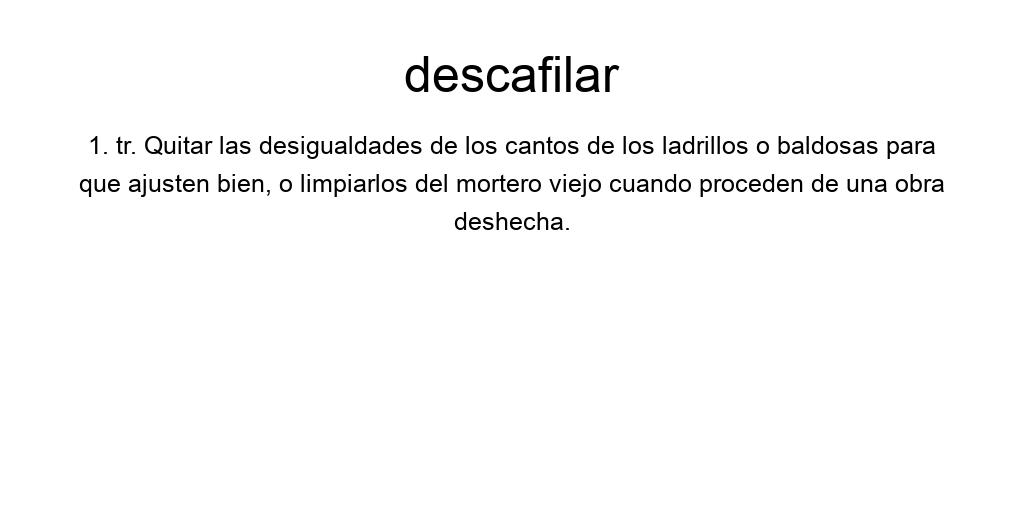 descafilar
1. tr. Quitar las desigualdades de los cantos de los ladrillos o baldosas para
que ajusten bien, o limpiarlos del mortero viejo cuando proceden de una obra
deshecha.